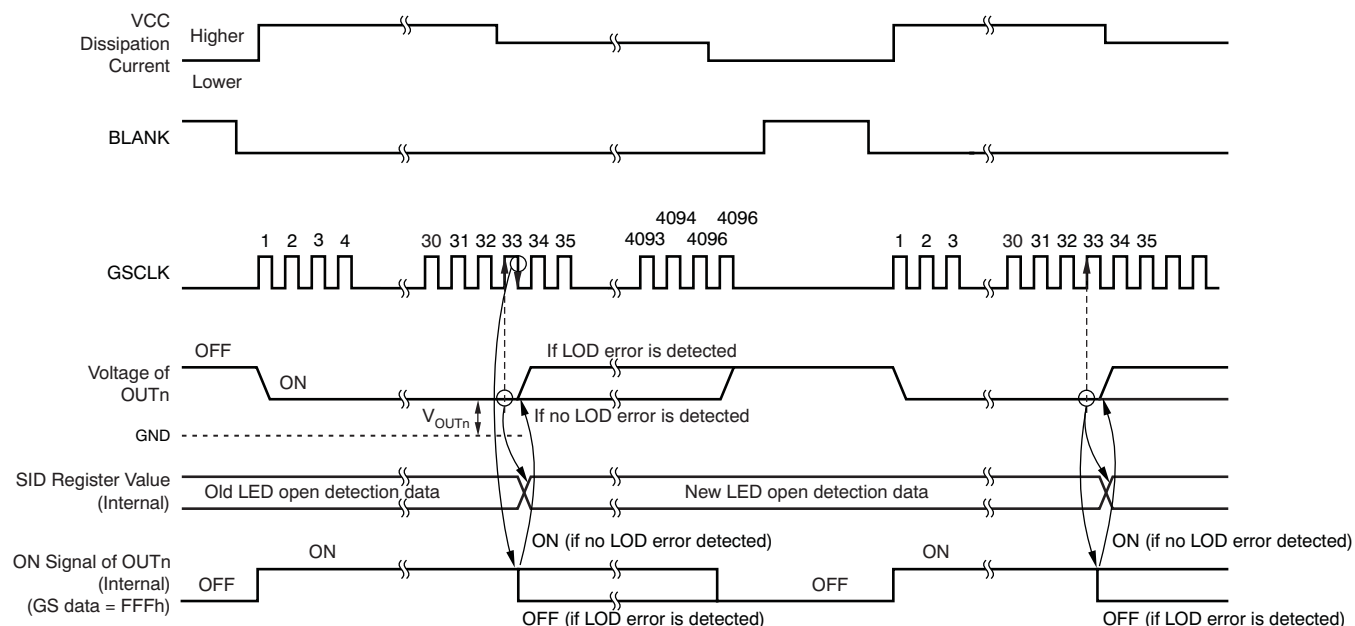 VCC
Dissipation
Current
Higher
Lower
BLANK
4094 4096
1 2 3 4 30 31 32 33 34 35 4093 4096 1 2 3 30 31 32 33 34 35
GSCLK
OFF
If LOD error is detected
Voltage of
OUTn
ON
VOUTn
If no LOD error is detected
GND
SID Register Value
(Internal)
Old LED open detection data
New LED open detection data
ON (if no LOD error detected)
ON (if no LOD error detected)
ON
ON
ON Signal of OUTn
(Internal)
(GS data = FFFh)
OFF
OFF
OFF (if LOD error is detected)
OFF (if LOD error is detected)